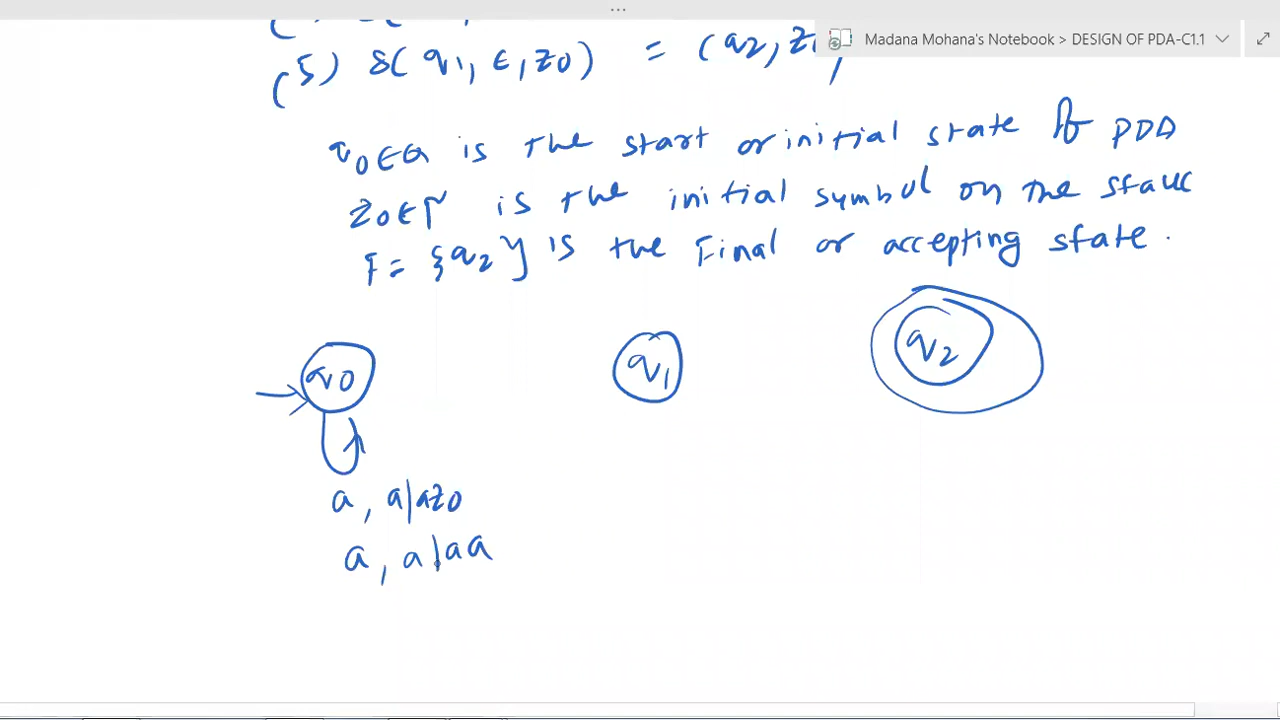 Madana Mohana's Notebook > DESIGN OF PDA-C1.1
(5) δ(q1, ε, z0) = (q2, z0
q0∈Q is the start or initial state of PDA
z0∈Γ is the initial symbol on the stack
F = {q2} is the Final or accepting state.
q0 q1 q2
a, a|az0
a, a|aa